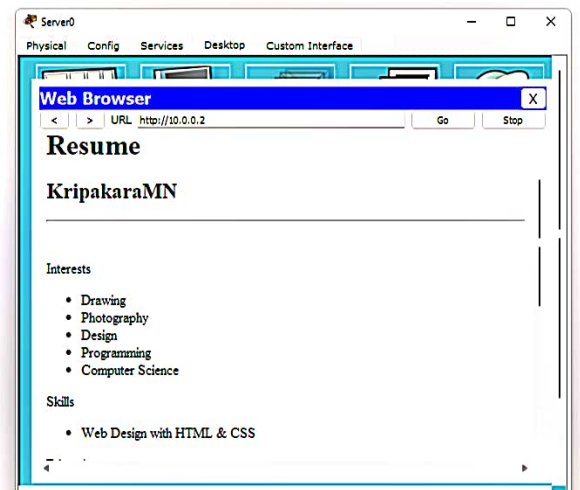 Server0
Physical Config Services Desktop Custom Interface
Web Browser X
< > URL http://10.0.0.2 Go Stop
Resume
KripakaraMN
Interests
• Drawing
• Photography
• Design
• Programming
• Computer Science
Skills
• Web Design with HTML & CSS